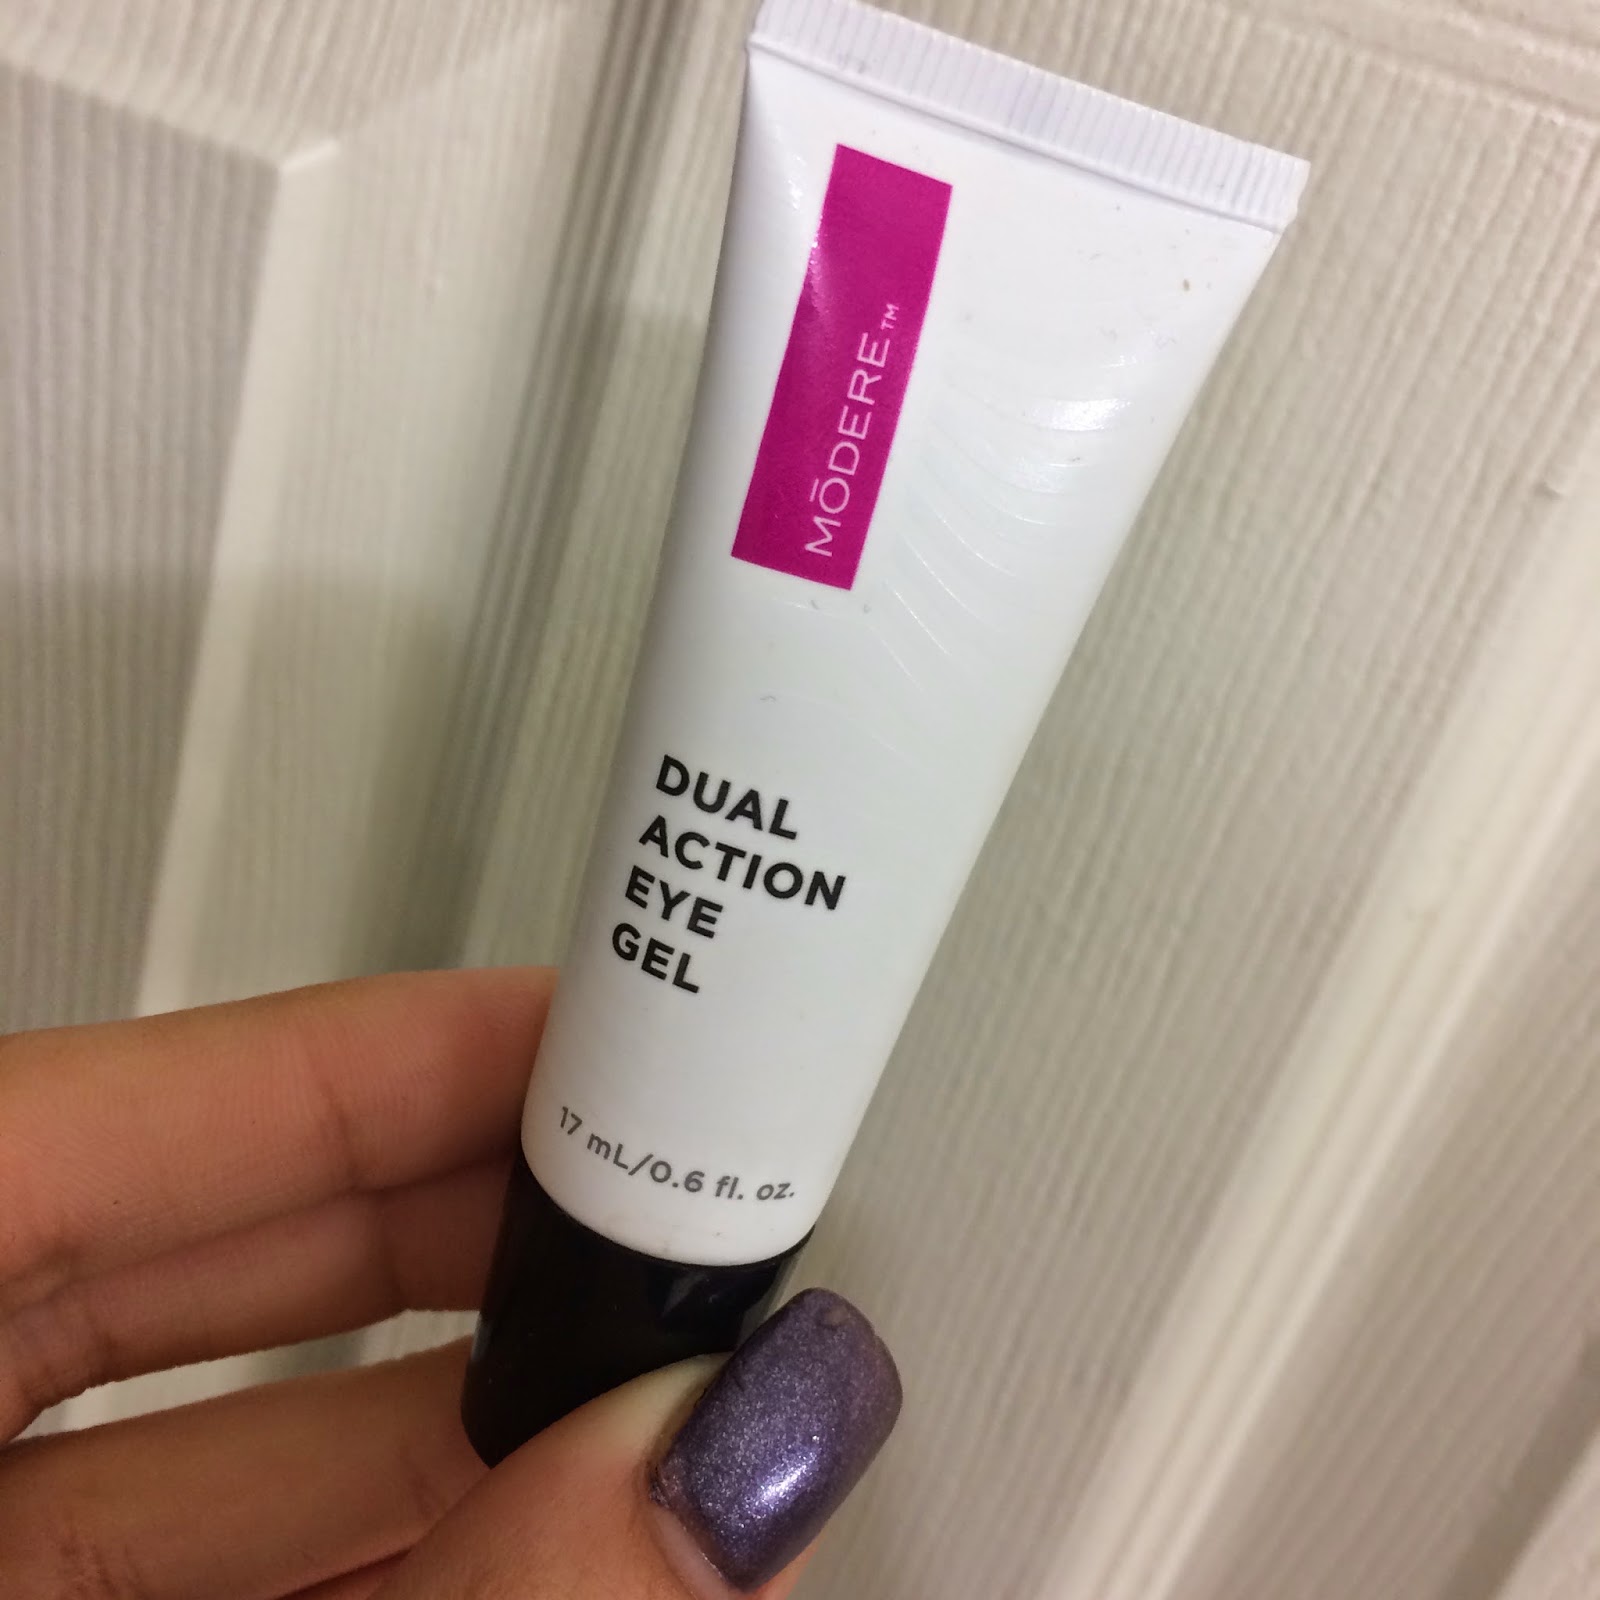 MŌDERE™
DUAL
ACTION
EYE
GEL
17 mL/0.6 fl. oz.